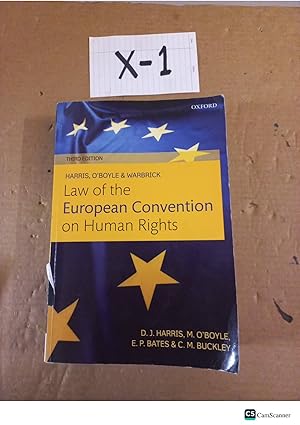 X-1
OXFORD
THIRD EDITION
HARRIS, O'BOYLE & WARBRICK
Law of the
European Convention
on Human Rights
D. J. HARRIS, M. O'BOYLE,
E. P. BATES & C. M. BUCKLEY
CS CamScanner